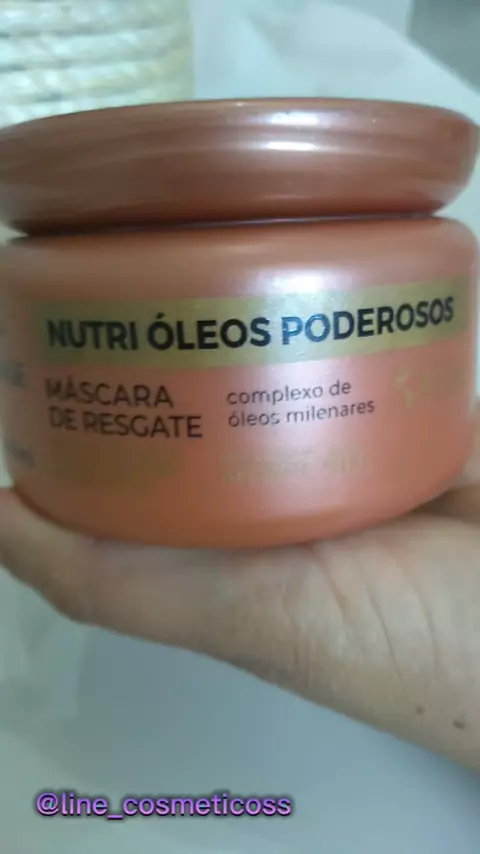 NUTRI ÓLEOS PODEROSOS
MÁSCARA
DE RESGATE
complexo de
óleos milenares
@line_cosmeticoss